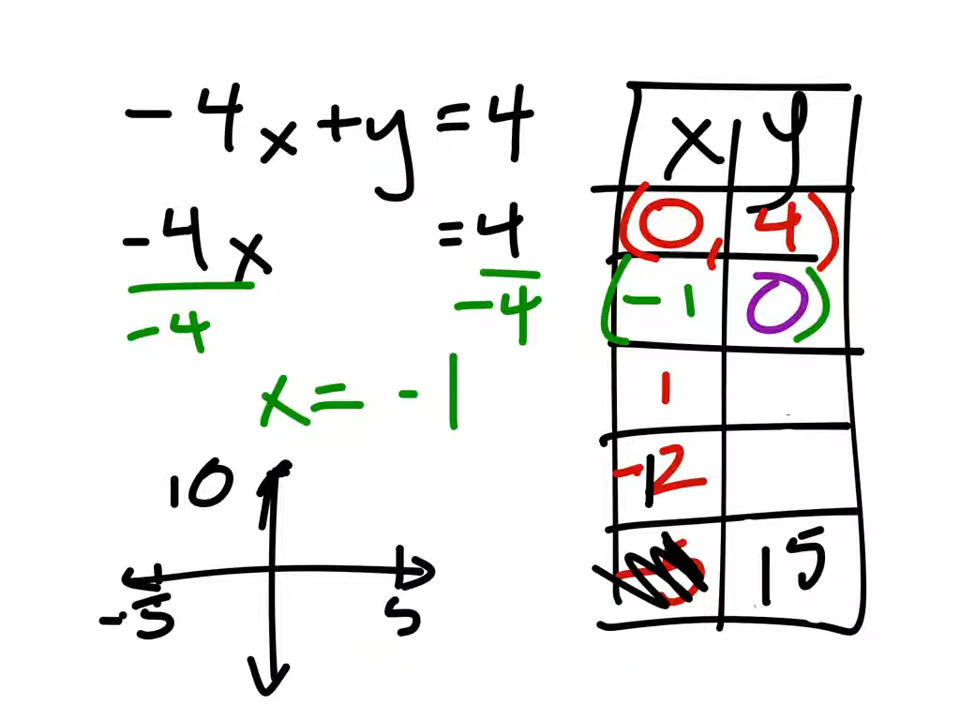 -4x+y=4
-4x =4
-4 -4
x=-1
10
-5 5
x y
(0, 4)
(-1 0)
1
-12
15